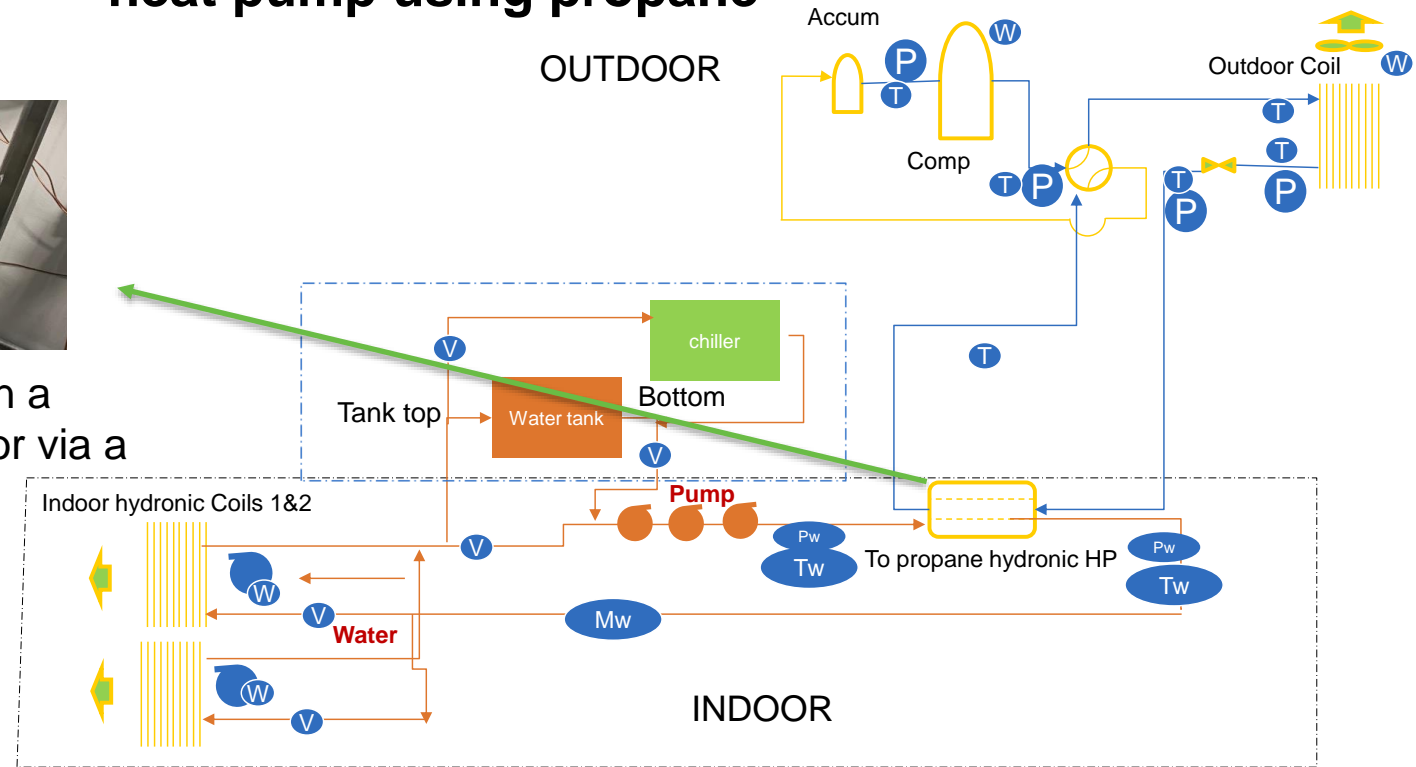 heat pump using propane
Accum
W
OUTDOOR
P
T
Outdoor Coil
W
T
Comp
T
P
T
P
T
P
T
chiller
V
Tank top
Water tank
Bottom
n a
or via a
V
Indoor hydronic Coils 1&2
Pump
V
Pw
Tw
To propane hydronic HP
Pw
Tw
W
V
Water
Mw
W
V
INDOOR